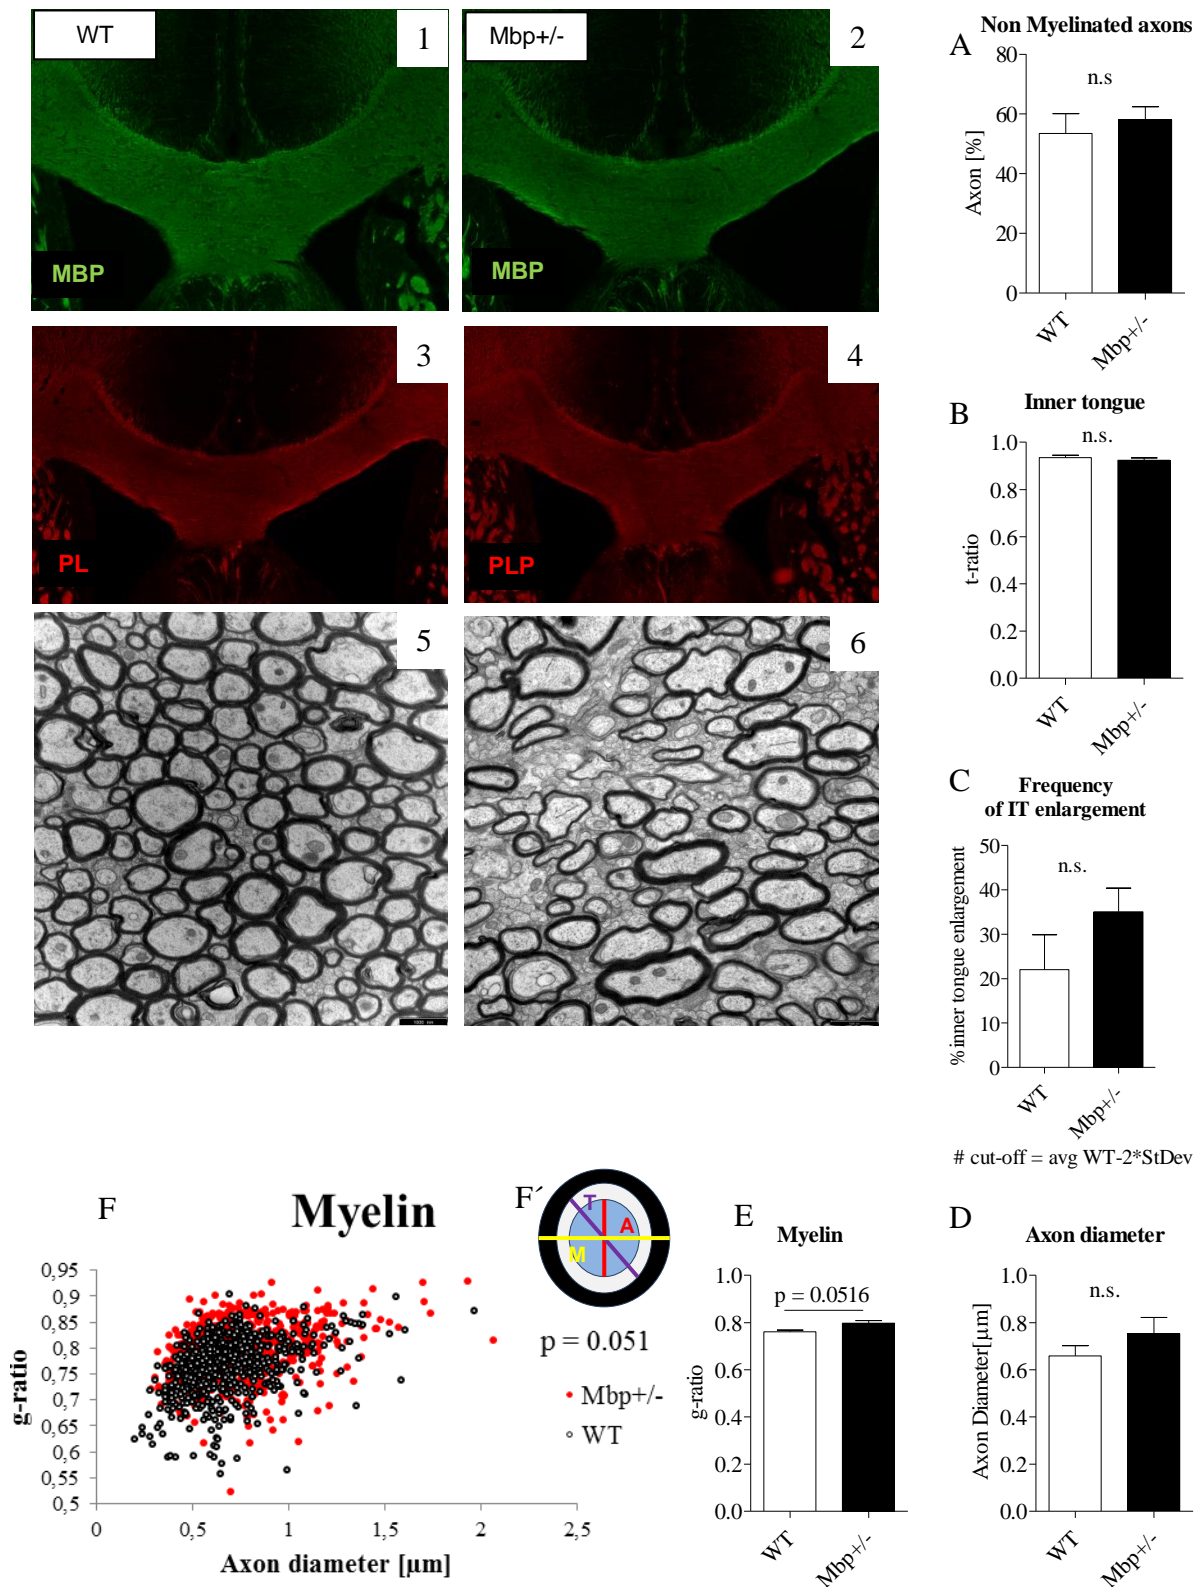 WT
1
Mbp+/-
2
MBP
MBP
3
4
PL
PLP
5
6
1000 nm
A
Non Myelinated axons
n.s
Axon [%]
80
60
40
20
0
WT
Mbp+/-
B
Inner tongue
n.s.
t-ratio
1.0
0.8
0.6
0.4
0.2
0.0
WT
Mbp+/-
C
Frequency
of IT enlargement
n.s.
% inner tongue enlargement
50
40
30
20
10
0
WT
Mbp+/-
# cut-off = avg WT-2*StDev
F
Myelin
F´
T
A
M
g-ratio
0,95
0,9
0,85
0,8
0,75
0,7
0,65
0,6
0,55
0,5
0
0,5
1
1,5
2
2,5
Axon diameter [µm]
p = 0.051
Mbp+/-
WT
E
Myelin
p = 0.0516
g-ratio
1.0
0.8
0.6
0.4
0.2
0.0
WT
Mbp+/-
D
Axon diameter
n.s.
Axon Diameter[µm]
1.0
0.8
0.6
0.4
0.2
0.0
WT
Mbp+/-